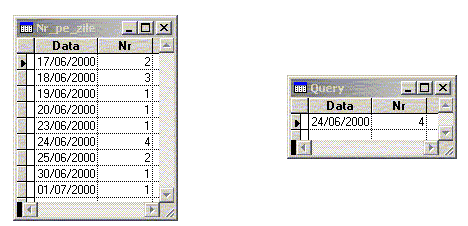 Nr_pe_zile
Data Nr
17/06/2000 2
18/06/2000 3
19/06/2000 1
20/06/2000 1
23/06/2000 1
24/06/2000 4
25/06/2000 2
30/06/2000 1
01/07/2000 1
Query
Data Nr
24/06/2000 4